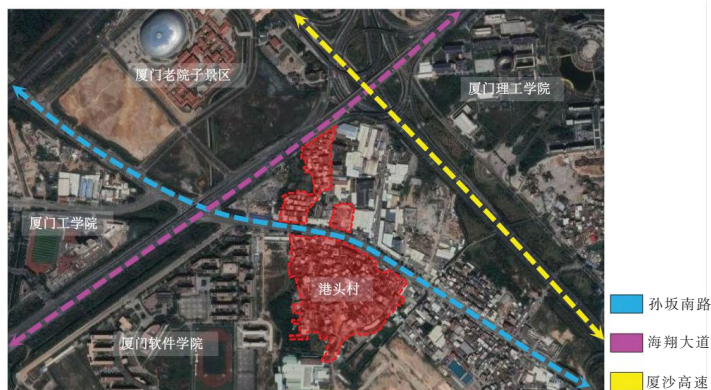 厦门老院子景区
厦门理工学院
厦门工学院
港头村
厦门软件学院
孙坂南路
海翔大道
厦沙高速